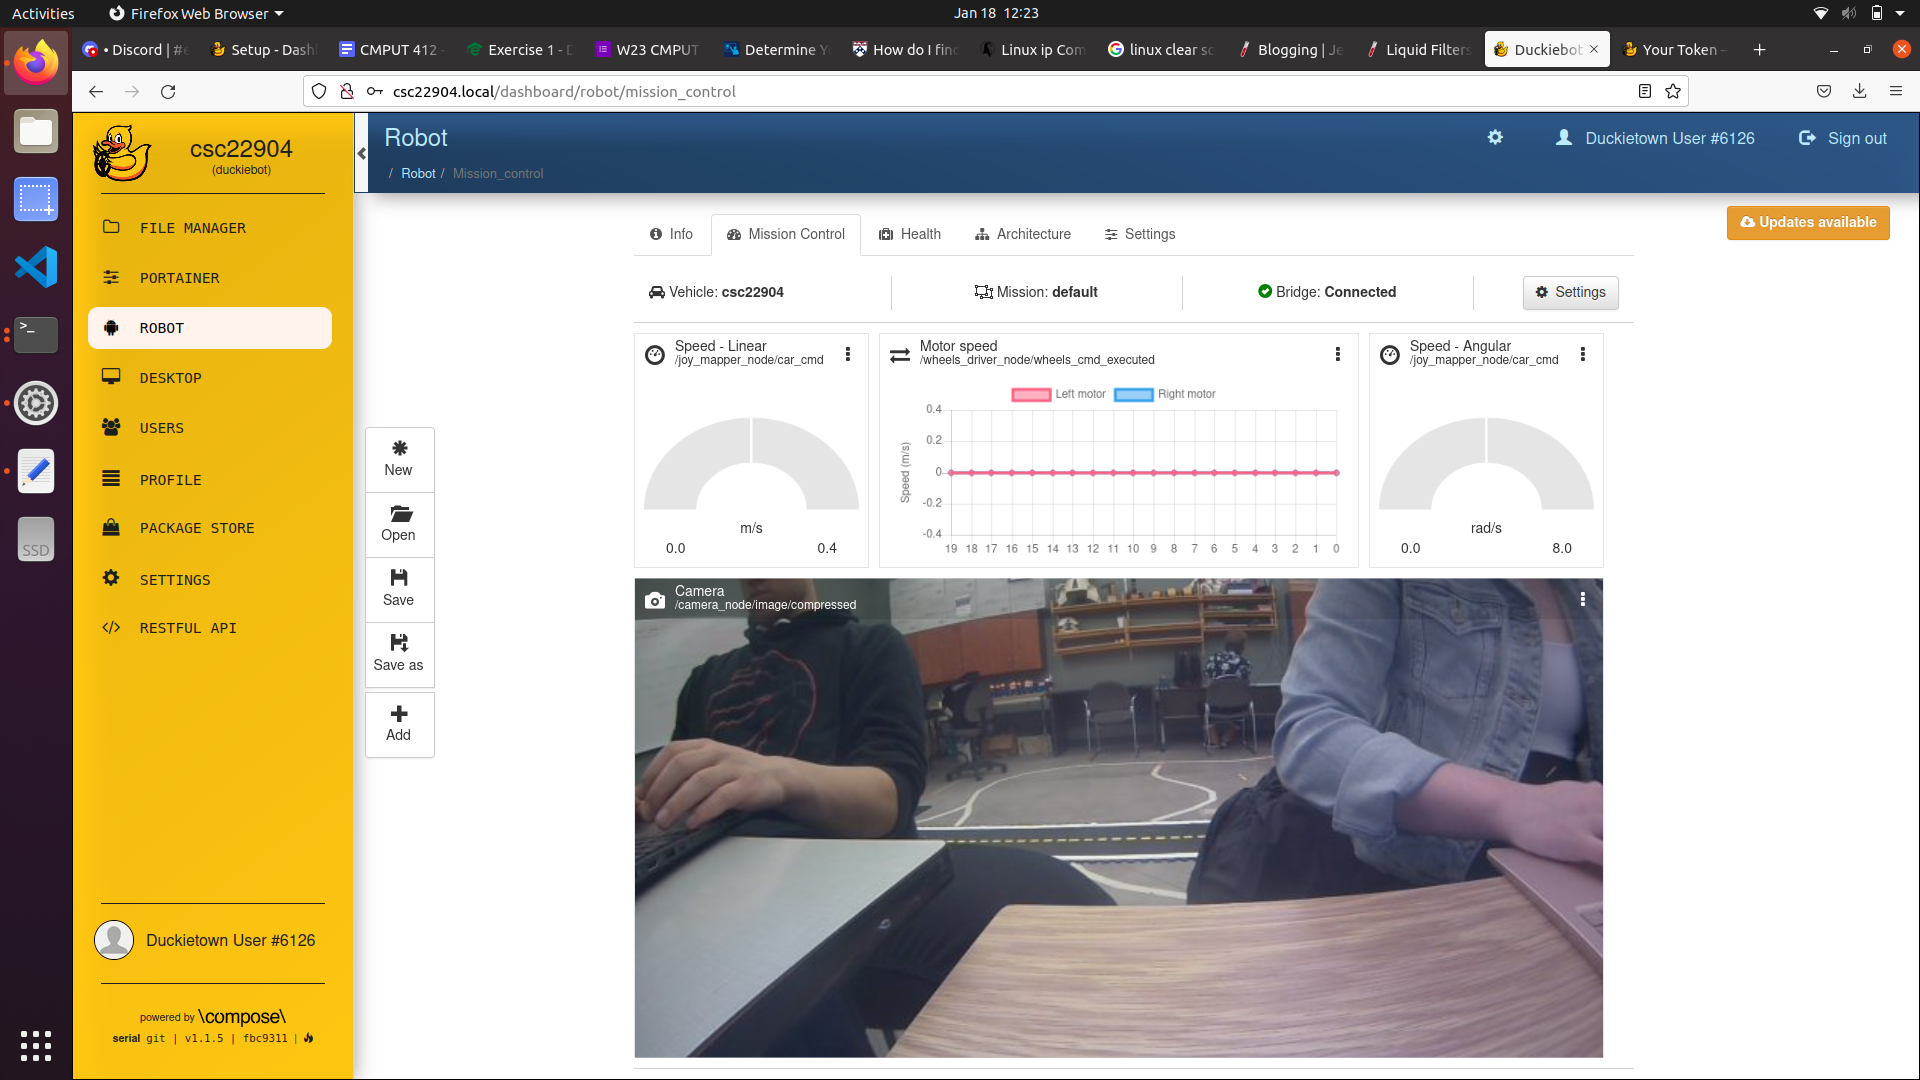 Activities
Firefox Web Browser
Jan 18 12:23
• Discord | #e
Setup - Dash
CMPUT 412 -
Exercise 1 - D
W23 CMPUT
Determine Y
How do I find
Linux ip Com
linux clear sc
Blogging | Je
Liquid Filters
Duckiebot
Your Token –
csc22904.local/dashboard/robot/mission_control
csc22904
(duckiebot)
FILE MANAGER
PORTAINER
ROBOT
DESKTOP
USERS
PROFILE
PACKAGE STORE
SETTINGS
RESTFUL API
Duckietown User #6126
powered by \compose\
serial git | v1.1.5 | fbc9311 |
SSD
Robot
/ Robot / Mission_control
Duckietown User #6126
Sign out
Updates available
Info
Mission Control
Health
Architecture
Settings
Vehicle: csc22904
Mission: default
Bridge: Connected
Settings
New
Open
Save
Save as
Add
Speed - Linear
/joy_mapper_node/car_cmd
m/s
0.0 0.4
Motor speed
/wheels_driver_node/wheels_cmd_executed
Left motor Right motor
Speed (m/s)
0.4
0.2
0
-0.2
-0.4
19 18 17 16 15 14 13 12 11 10 9 8 7 6 5 4 3 2 1 0
Speed - Angular
/joy_mapper_node/car_cmd
rad/s
0.0 8.0
Camera
/camera_node/image/compressed